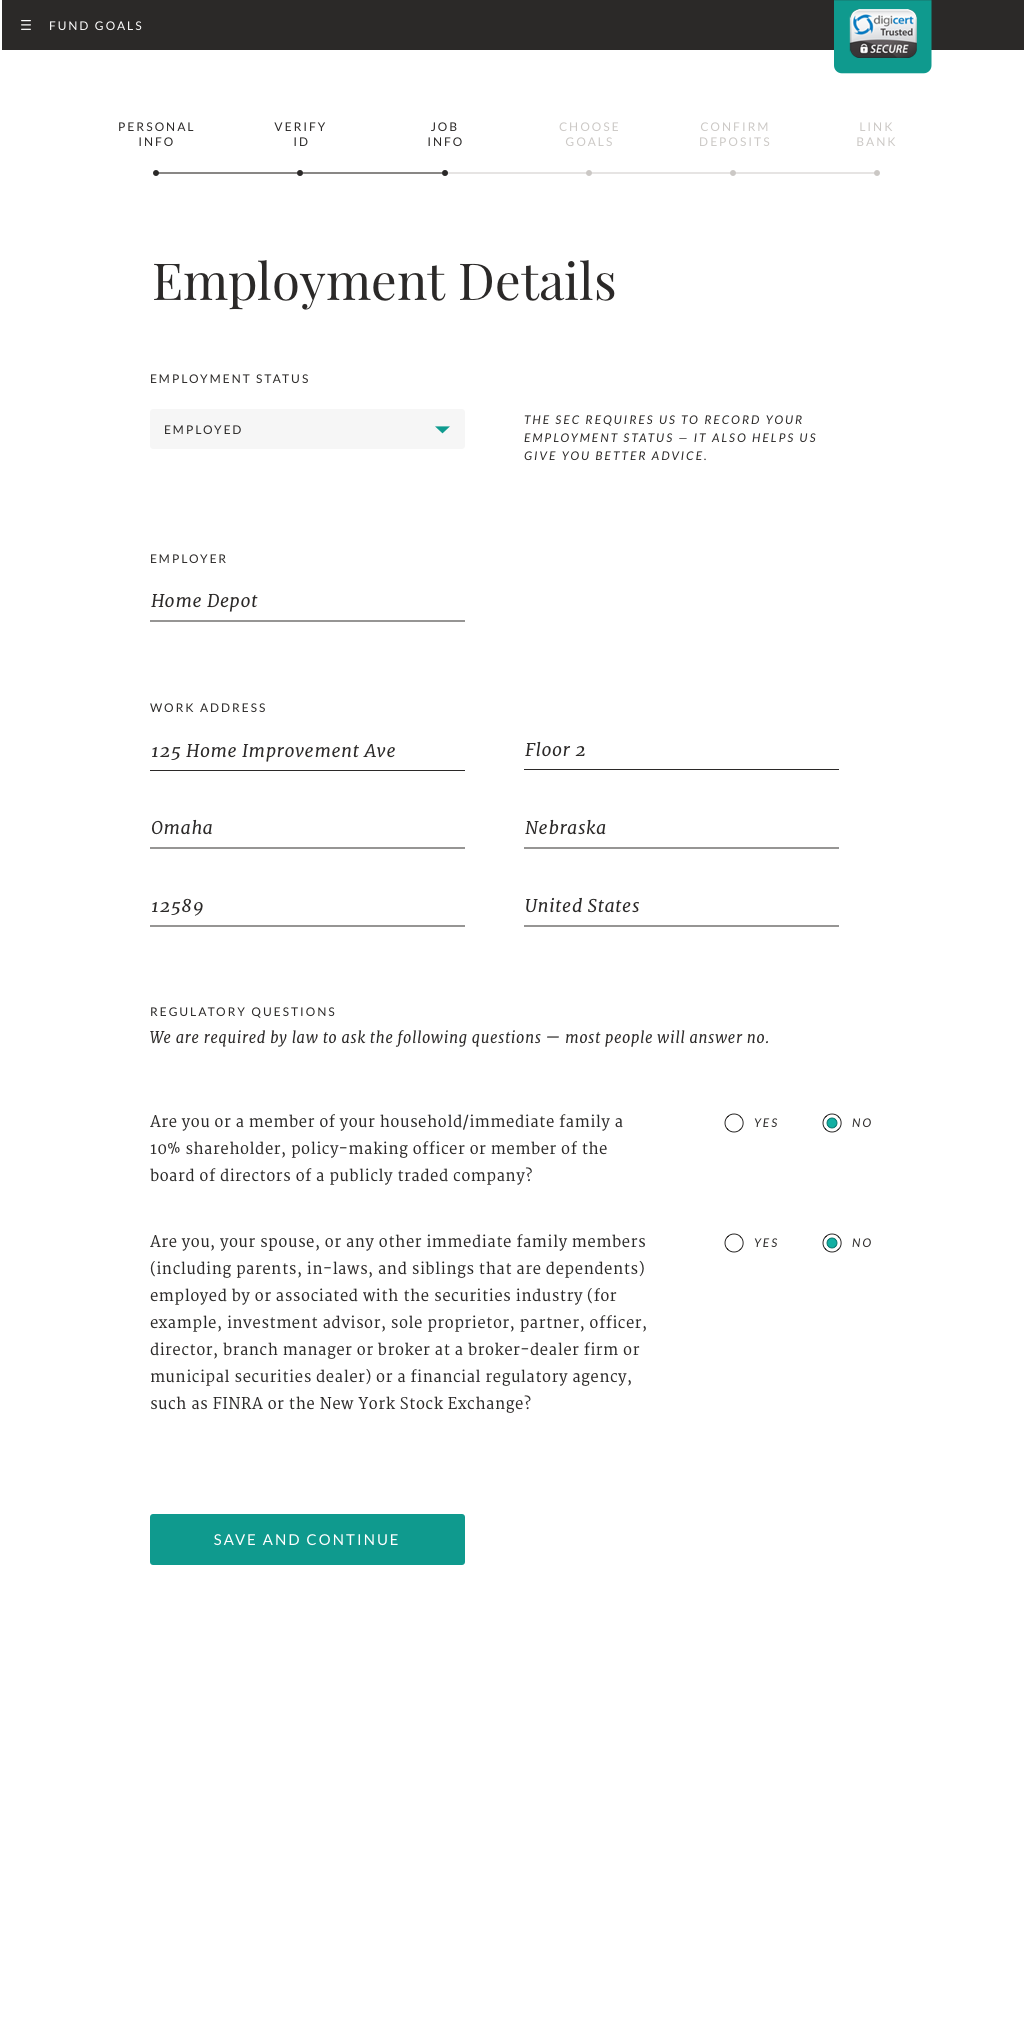 FUND GOALS
digicert
Trusted
SECURE
PERSONAL
INFO
VERIFY
ID
JOB
INFO
CHOOSE
GOALS
CONFIRM
DEPOSITS
LINK
BANK
Employment Details
EMPLOYMENT STATUS
EMPLOYED
THE SEC REQUIRES US TO RECORD YOUR
EMPLOYMENT STATUS – IT ALSO HELPS US
GIVE YOU BETTER ADVICE.
EMPLOYER
Home Depot
WORK ADDRESS
125 Home Improvement Ave
Floor 2
Omaha
Nebraska
12589
United States
REGULATORY QUESTIONS
We are required by law to ask the following questions — most people will answer no.
Are you or a member of your household/immediate family a
10% shareholder, policy-making officer or member of the
board of directors of a publicly traded company?
YES
NO
Are you, your spouse, or any other immediate family members
(including parents, in-laws, and siblings that are dependents)
employed by or associated with the securities industry (for
example, investment advisor, sole proprietor, partner, officer,
director, branch manager or broker at a broker-dealer firm or
municipal securities dealer) or a financial regulatory agency,
such as FINRA or the New York Stock Exchange?
YES
NO
SAVE AND CONTINUE